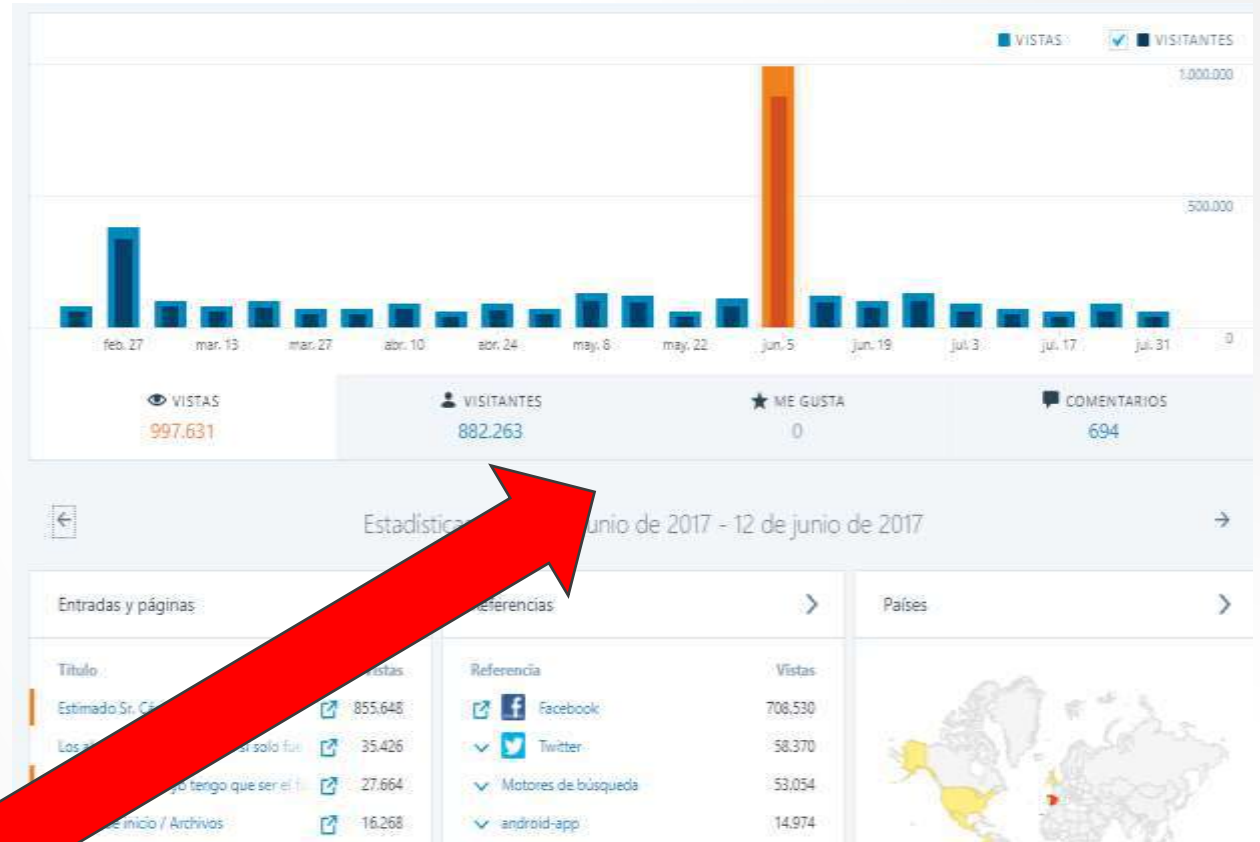 VISTAS VISITANTES
1.000.000
500.000
0
feb. 27 mar. 13 mar. 27 abr. 10 abr. 24 may. 8 may. 22 jun. 5 jun. 19 jul. 3 jul. 17 jul. 31
VISTAS VISITANTES ME GUSTA COMENTARIOS
997.631 882.263 0 694
unio de 2017 - 12 de junio de 2017
Entradas y páginas Referencias Países
Título Vistas Referencia Vistas
Estimado Sr. 855.648 Facebook 708.530
solo 35.426 Twitter 58.370
tengo que ser el 27.664 Motores de búsqueda 53.054
inicio / Archivos 16.268 android-app 14.974